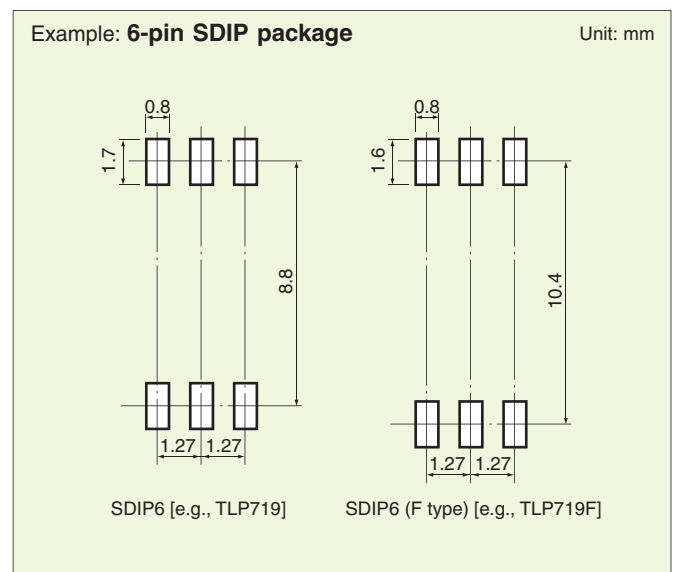 Example: 6-pin SDIP package
Unit: mm
0.8
1.7
8.8
1.27 1.27
SDIP6 [e.g., TLP719]
0.8
1.6
10.4
1.27 1.27
SDIP6 (F type) [e.g., TLP719F]